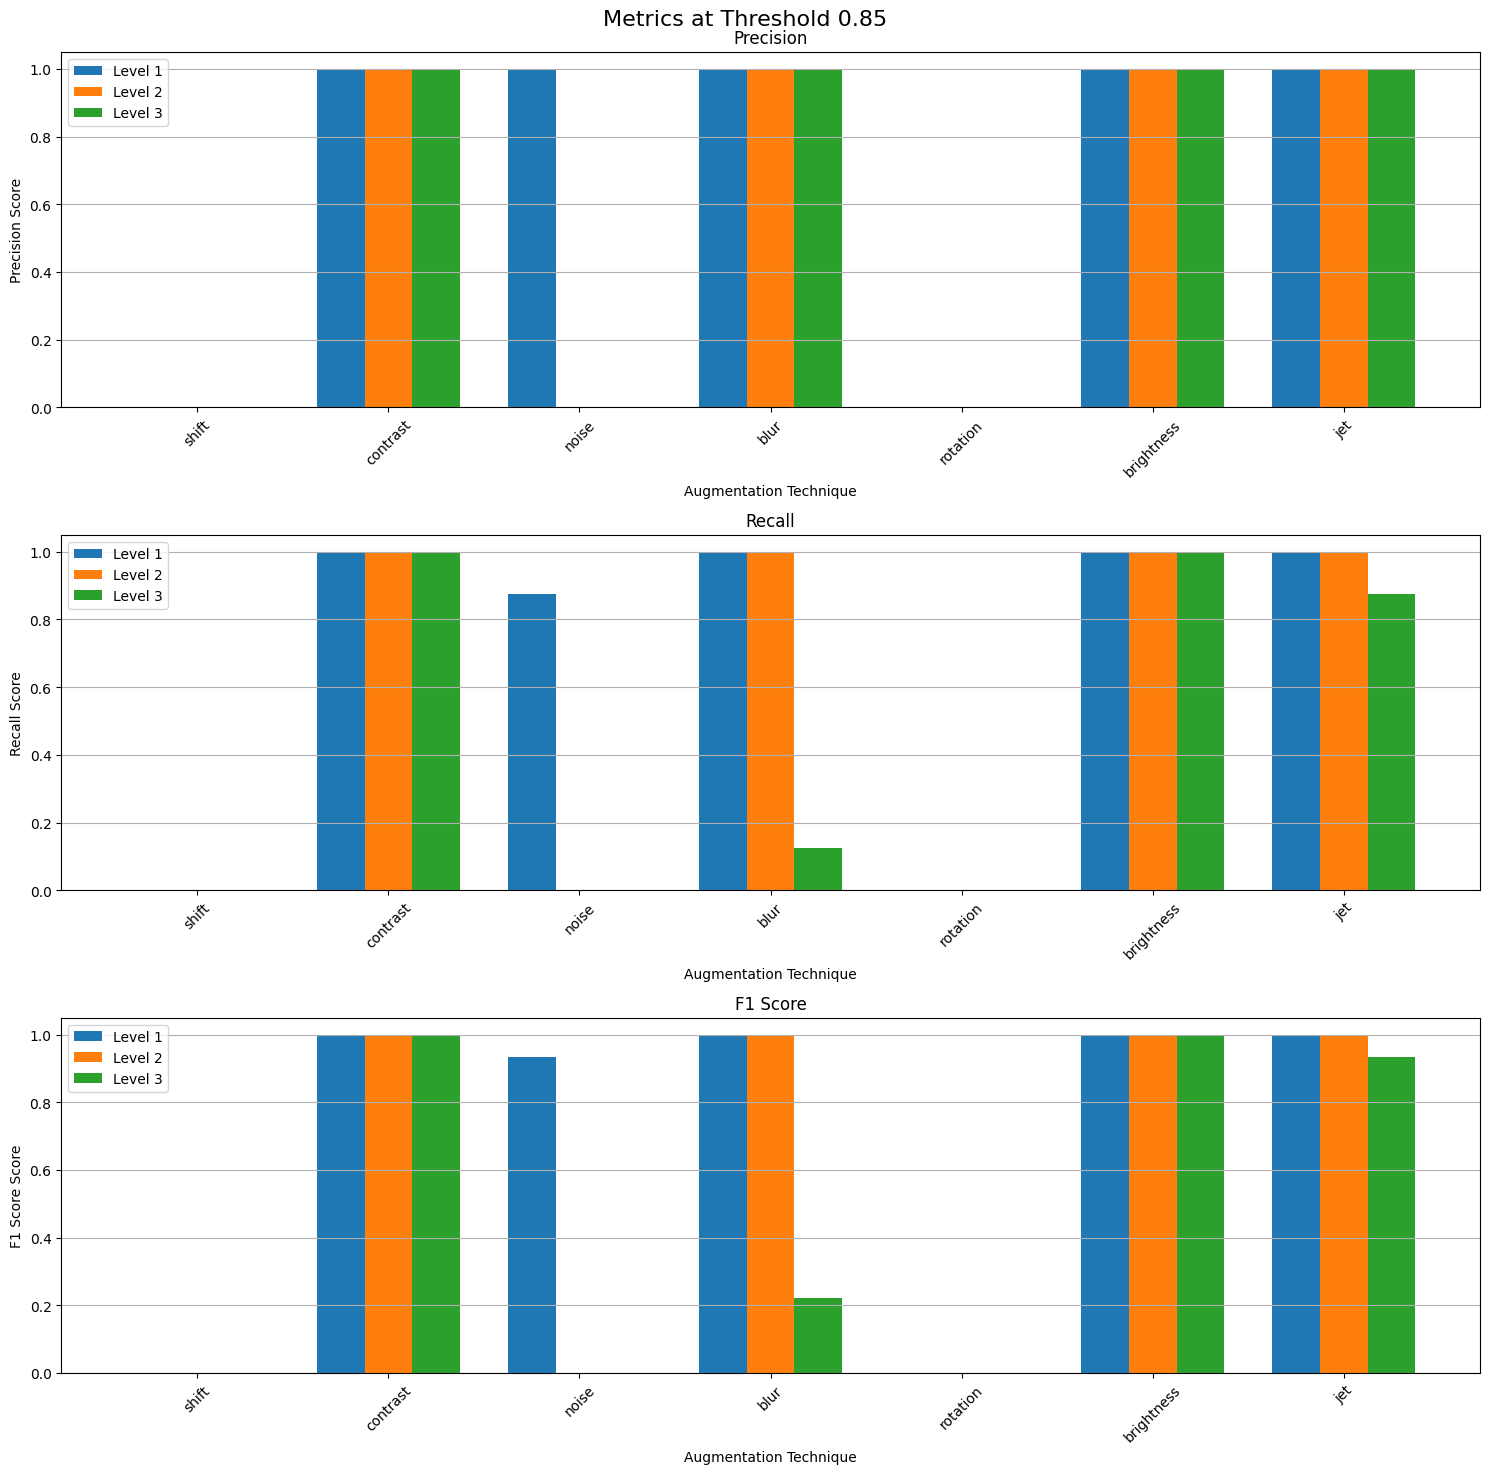 Metrics at Threshold 0.85
Precision
Level 1
Level 2
Level 3
Precision Score
1.0
0.8
0.6
0.4
0.2
0.0
shift
contrast
noise
blur
rotation
brightness
jet
Augmentation Technique
Recall
Level 1
Level 2
Level 3
Recall Score
1.0
0.8
0.6
0.4
0.2
0.0
shift
contrast
noise
blur
rotation
brightness
jet
Augmentation Technique
F1 Score
Level 1
Level 2
Level 3
F1 Score Score
1.0
0.8
0.6
0.4
0.2
0.0
shift
contrast
noise
blur
rotation
brightness
jet
Augmentation Technique